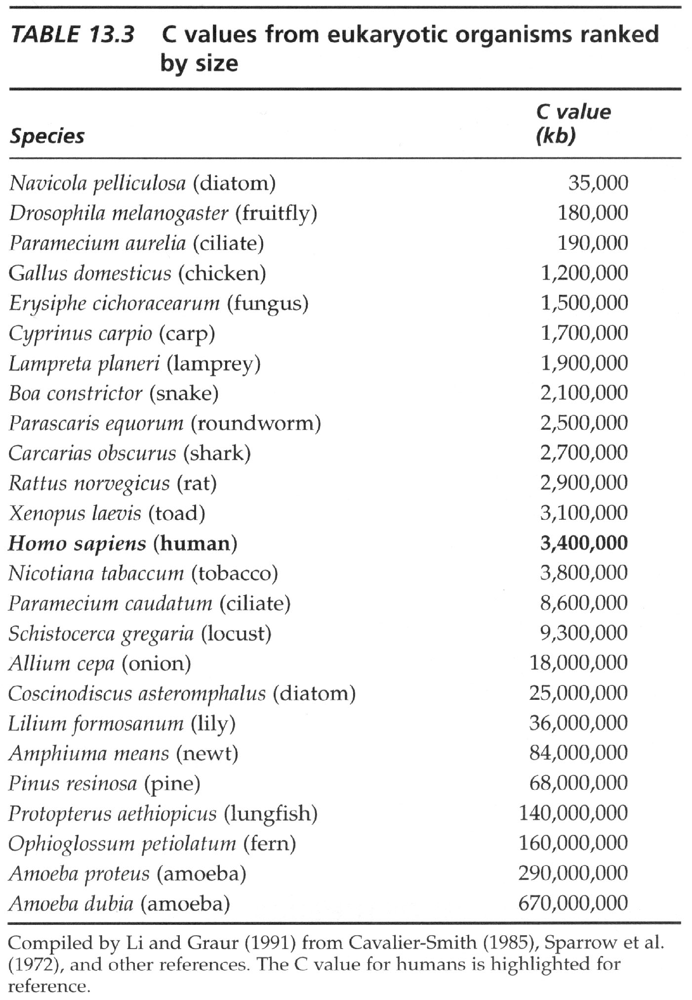 TABLE 13.3 C values from eukaryotic organisms ranked
by size
C value
Species (kb)
Navicola pelliculosa (diatom) 35,000
Drosophila melanogaster (fruitfly) 180,000
Paramecium aurelia (ciliate) 190,000
Gallus domesticus (chicken) 1,200,000
Erysiphe cichoracearum (fungus) 1,500,000
Cyprinus carpio (carp) 1,700,000
Lampreta planeri (lamprey) 1,900,000
Boa constrictor (snake) 2,100,000
Parascaris equorum (roundworm) 2,500,000
Carcarias obscurus (shark) 2,700,000
Rattus norvegicus (rat) 2,900,000
Xenopus laevis (toad) 3,100,000
Homo sapiens (human) 3,400,000
Nicotiana tabaccum (tobacco) 3,800,000
Paramecium caudatum (ciliate) 8,600,000
Schistocerca gregaria (locust) 9,300,000
Allium cepa (onion) 18,000,000
Coscinodiscus asteromphalus (diatom) 25,000,000
Lilium formosanum (lily) 36,000,000
Amphiuma means (newt) 84,000,000
Pinus resinosa (pine) 68,000,000
Protopterus aethiopicus (lungfish) 140,000,000
Ophioglossum petiolatum (fern) 160,000,000
Amoeba proteus (amoeba) 290,000,000
Amoeba dubia (amoeba) 670,000,000
Compiled by Li and Graur (1991) from Cavalier-Smith (1985), Sparrow et al.
(1972), and other references. The C value for humans is highlighted for
reference.